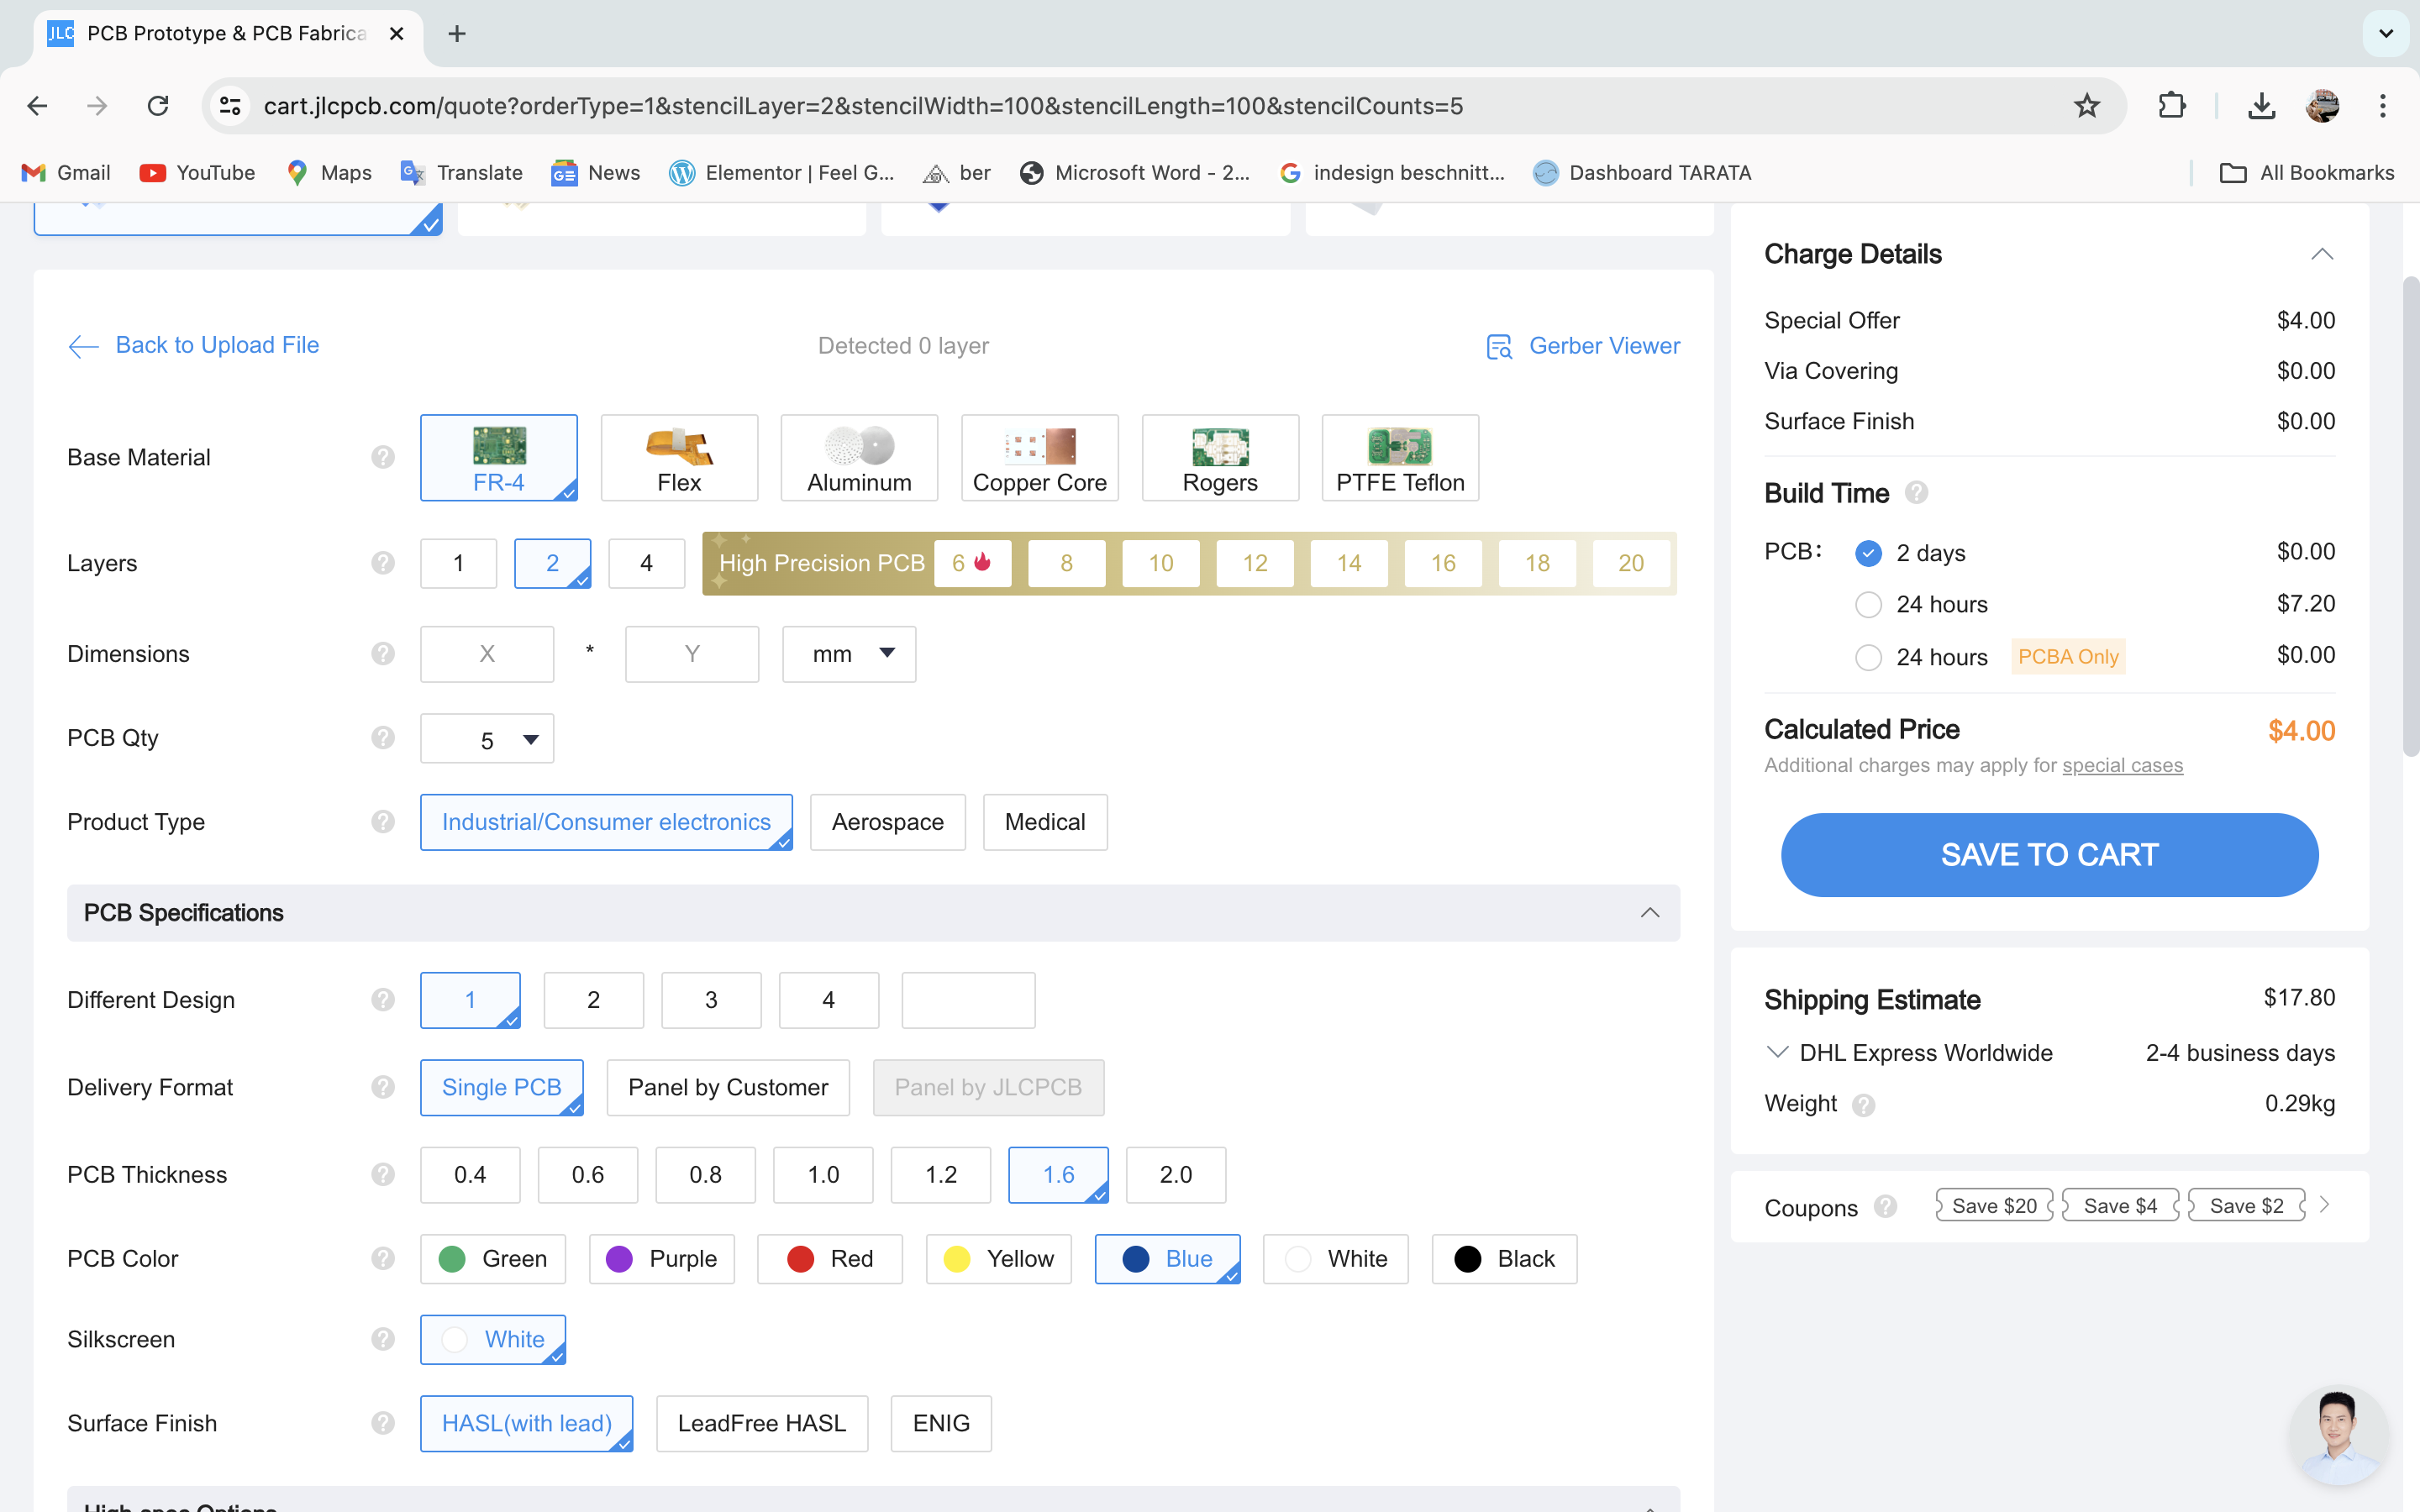 JLC PCB Prototype & PCB Fabrica
cart.jlcpcb.com/quote?orderType=1&stencilLayer=2&stencilWidth=100&stencilLength=100&stencilCounts=5
Gmail YouTube Maps Translate News Elementor | Feel G... ber Microsoft Word - 2... indesign beschnitt... Dashboard TARATA All Bookmarks
Back to Upload File Detected 0 layer Gerber Viewer
Base Material FR-4 Flex Aluminum Copper Core Rogers PTFE Teflon
Layers 1 2 4 High Precision PCB 6 8 10 12 14 16 18 20
Dimensions X * Y mm
PCB Qty 5
Product Type Industrial/Consumer electronics Aerospace Medical
PCB Specifications
Different Design 1 2 3 4
Delivery Format Single PCB Panel by Customer Panel by JLCPCB
PCB Thickness 0.4 0.6 0.8 1.0 1.2 1.6 2.0
PCB Color Green Purple Red Yellow Blue White Black
Silkscreen White
Surface Finish HASL(with lead) LeadFree HASL ENIG
High-spec Options
Charge Details
Special Offer $4.00
Via Covering $0.00
Surface Finish $0.00
Build Time
PCB: 2 days $0.00
24 hours $7.20
24 hours PCBA Only $0.00
Calculated Price $4.00
Additional charges may apply for special cases
SAVE TO CART
Shipping Estimate $17.80
DHL Express Worldwide 2-4 business days
Weight 0.29kg
Coupons Save $20 Save $4 Save $2